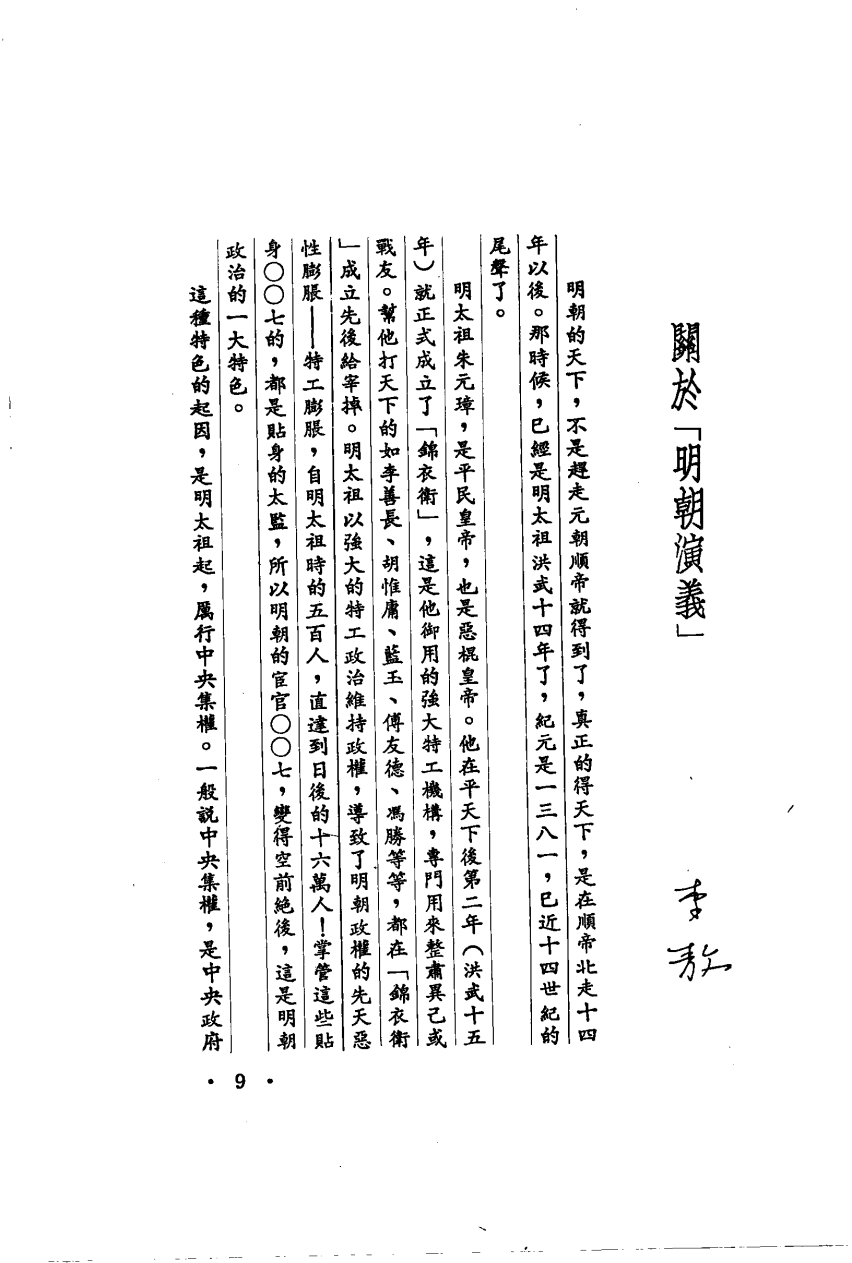 關於「明朝演義」
李敖
明朝的天下，不是趕走元朝順帝就得到了，真正的得天下，是在順帝北走十四
年以後。那時候，已經是明太祖洪武十四年了，紀元是一三八一，已近十四世紀的
尾聲了。
明太祖朱元璋，是平民皇帝，也是惡棍皇帝。他在平天下後第二年（洪武十五
年）就正式成立了「錦衣衛」，這是他御用的強大特工機構，專門用來整肅異己或
戰友。幫他打天下的如李善長、胡惟庸、藍玉、傅友德、馮勝等等，都在「錦衣衛
」成立先後給宰掉。明太祖以強大的特工政治維持政權，導致了明朝政權的先天惡
性膨脹——特工膨脹，自明太祖時的五百人，直達到日後的十六萬人！掌管這些貼
身〇〇七的，都是貼身的太監，所以明朝的宦官〇〇七，變得空前絕後，這是明朝
政治的一大特色。
這種特色的起因，是明太祖起，厲行中央集權。一般說中央集權，是中央政府
• 9 •